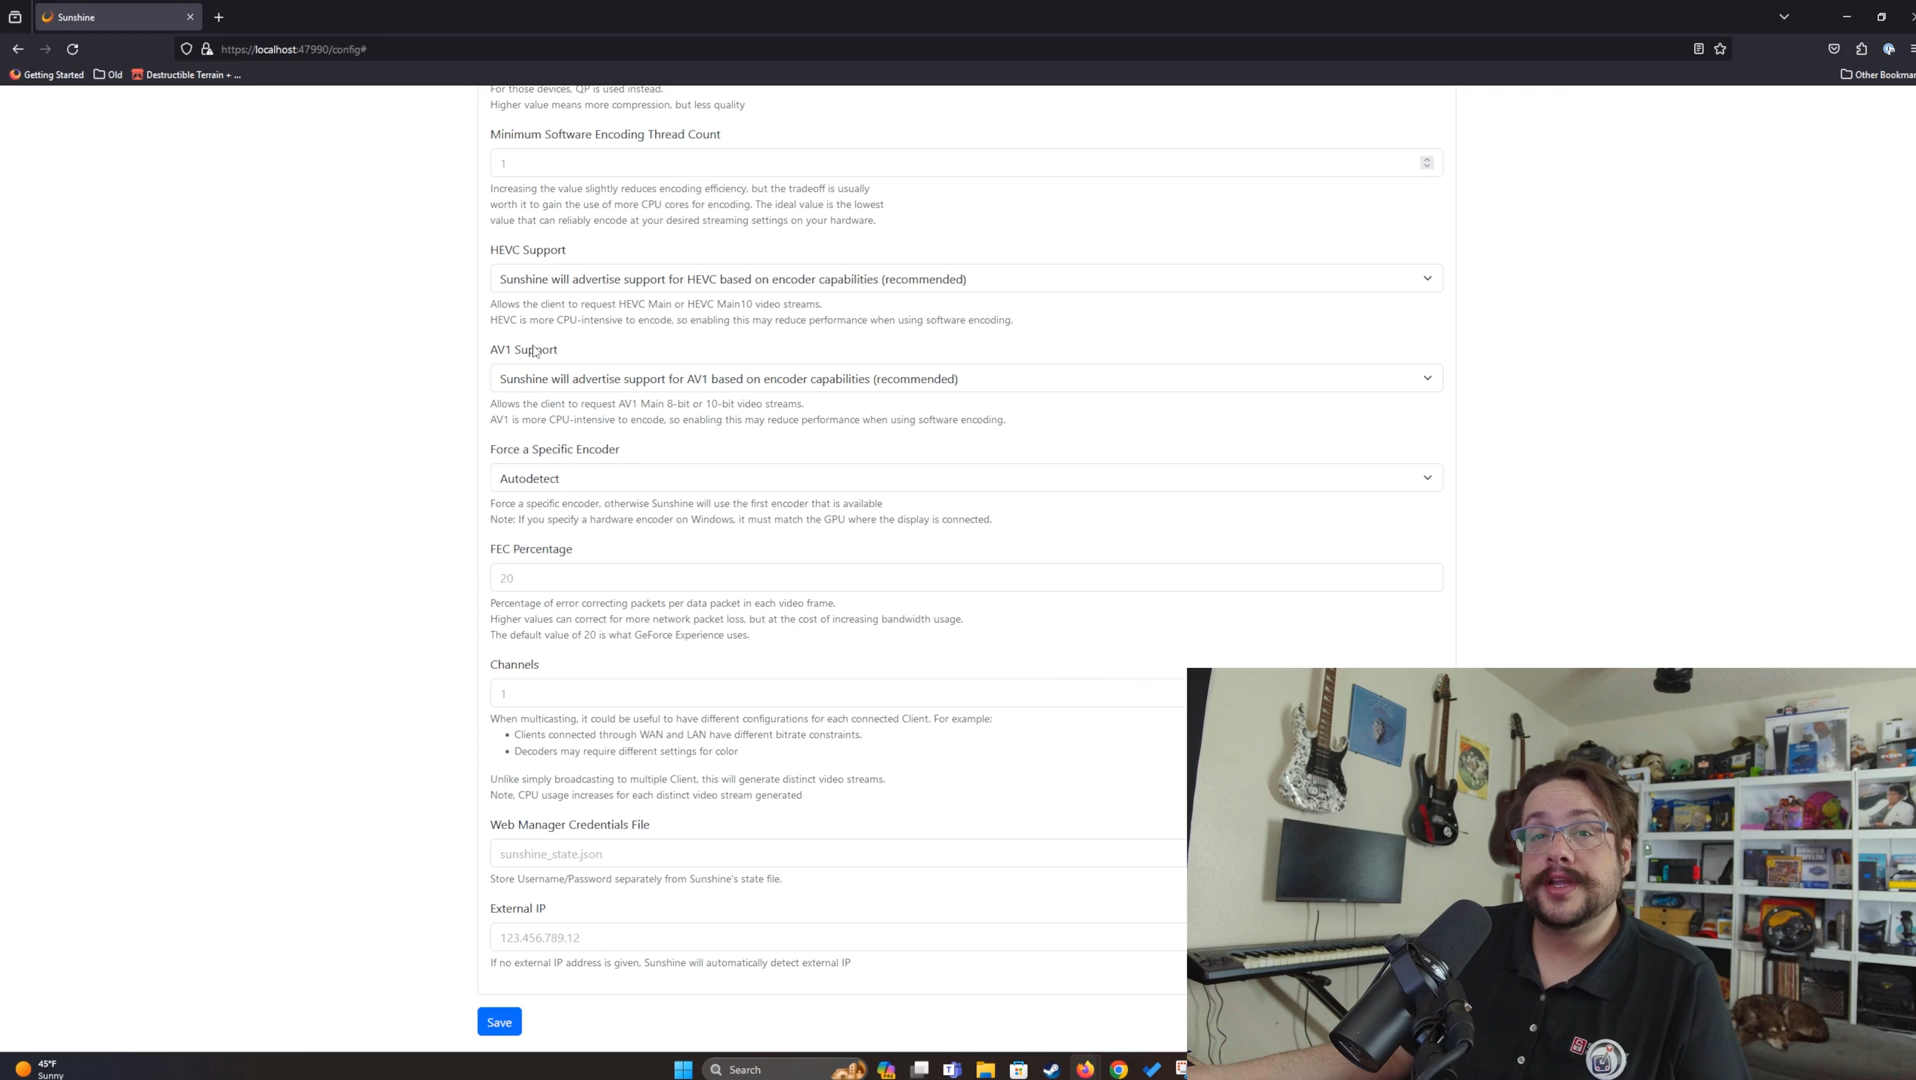 Sunshine
https://localhost:47990/config#
Getting Started
Old
Destructible Terrain + ...
Other Bookmar
For those devices, QP is used instead.
Higher value means more compression, but less quality
Minimum Software Encoding Thread Count
1
Increasing the value slightly reduces encoding efficiency, but the tradeoff is usually
worth it to gain the use of more CPU cores for encoding. The ideal value is the lowest
value that can reliably encode at your desired streaming settings on your hardware.
HEVC Support
Sunshine will advertise support for HEVC based on encoder capabilities (recommended)
Allows the client to request HEVC Main or HEVC Main10 video streams.
HEVC is more CPU-intensive to encode, so enabling this may reduce performance when using software encoding.
AV1 Support
Sunshine will advertise support for AV1 based on encoder capabilities (recommended)
Allows the client to request AV1 Main 8-bit or 10-bit video streams.
AV1 is more CPU-intensive to encode, so enabling this may reduce performance when using software encoding.
Force a Specific Encoder
Autodetect
Force a specific encoder, otherwise Sunshine will use the first encoder that is available
Note: If you specify a hardware encoder on Windows, it must match the GPU where the display is connected.
FEC Percentage
20
Percentage of error correcting packets per data packet in each video frame.
Higher values can correct for more network packet loss, but at the cost of increasing bandwidth usage.
The default value of 20 is what GeForce Experience uses.
Channels
1
When multicasting, it could be useful to have different configurations for each connected Client. For example:
• Clients connected through WAN and LAN have different bitrate constraints.
• Decoders may require different settings for color
Unlike simply broadcasting to multiple Client, this will generate distinct video streams.
Note, CPU usage increases for each distinct video stream generated
Web Manager Credentials File
sunshine_state.json
Store Username/Password separately from Sunshine's state file.
External IP
123.456.789.12
If no external IP address is given, Sunshine will automatically detect external IP
Save
45°F
Sunny
Search